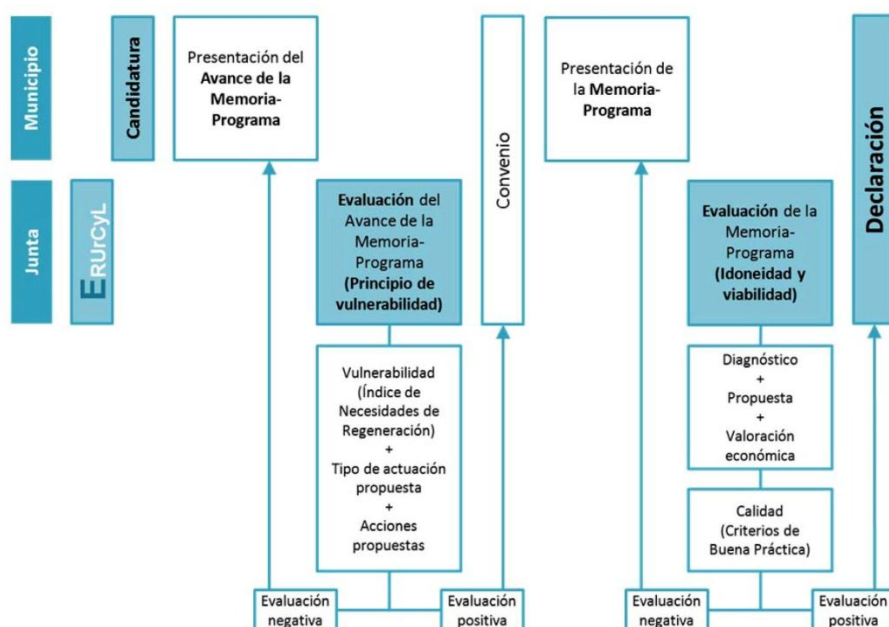 Municipio
Candidatura
Presentación del
Avance de la
Memoria-
Programa
Convenio
Presentación de
la Memoria-
Programa
Declaración
Junta
ERUrCyL
Evaluación del
Avance de la
Memoria-
Programa
(Principio de
vulnerabilidad)
Evaluación de la
Memoria-
Programa
(Idoneidad y
viabilidad)
Vulnerabilidad
(Índice de
Necesidades de
Regeneración)
+
Tipo de actuación
propuesta
+
Acciones
propuestas
Diagnóstico
+
Propuesta
+
Valoración
económica
Calidad
(Criterios de
Buena Práctica)
Evaluación
negativa
Evaluación
positiva
Evaluación
negativa
Evaluación
positiva